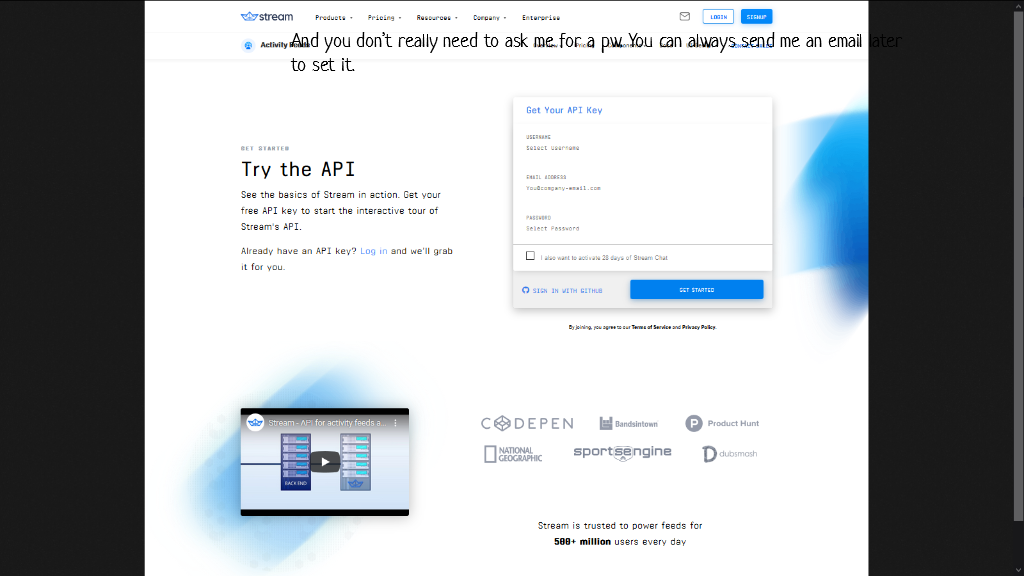 stream
Products
Pricing
Resources
Company
Enterprise
LOGIN
SIGNUP
And you don't really need to ask me for a pw. You can always send me an email later
to set it.
Activity Feeds
Get Your API Key
USERNAME
Select Username
EMAIL ADDRESS
You@company-email.com
PASSWORD
Select Password
I also want to activate 28 days of Stream Chat
SIGN IN WITH GITHUB
GET STARTED
By joining, you agree to our Terms of Service and Privacy Policy.
GET STARTED
Try the API
See the basics of Stream in action. Get your
free API key to start the interactive tour of
Stream's API.
Already have an API key? Log in and we'll grab
it for you.
Stream - API for activity feeds a...
BACK END
CODEPEN
Bandsintown
Product Hunt
NATIONAL
GEOGRAPHIC
sportsengine
dubsmash
Stream is trusted to power feeds for
500+ million users every day